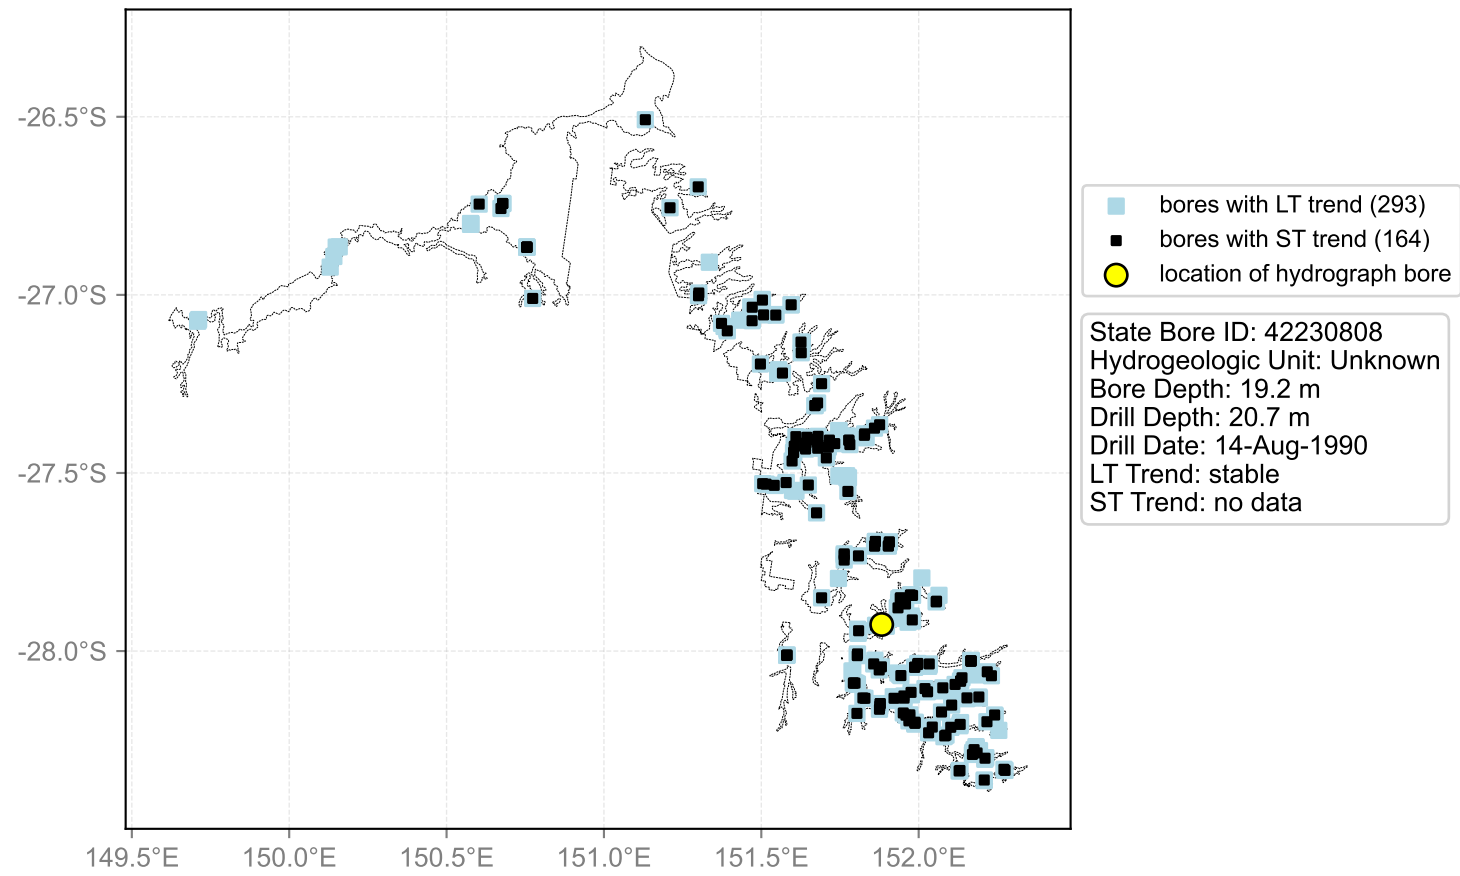 -26.5°S
-27.0°S
-27.5°S
-28.0°S
149.5°E
150.0°E
150.5°E
151.0°E
151.5°E
152.0°E
bores with LT trend (293)
bores with ST trend (164)
location of hydrograph bore
State Bore ID: 42230808
Hydrogeologic Unit: Unknown
Bore Depth: 19.2 m
Drill Depth: 20.7 m
Drill Date: 14-Aug-1990
LT Trend: stable
ST Trend: no data